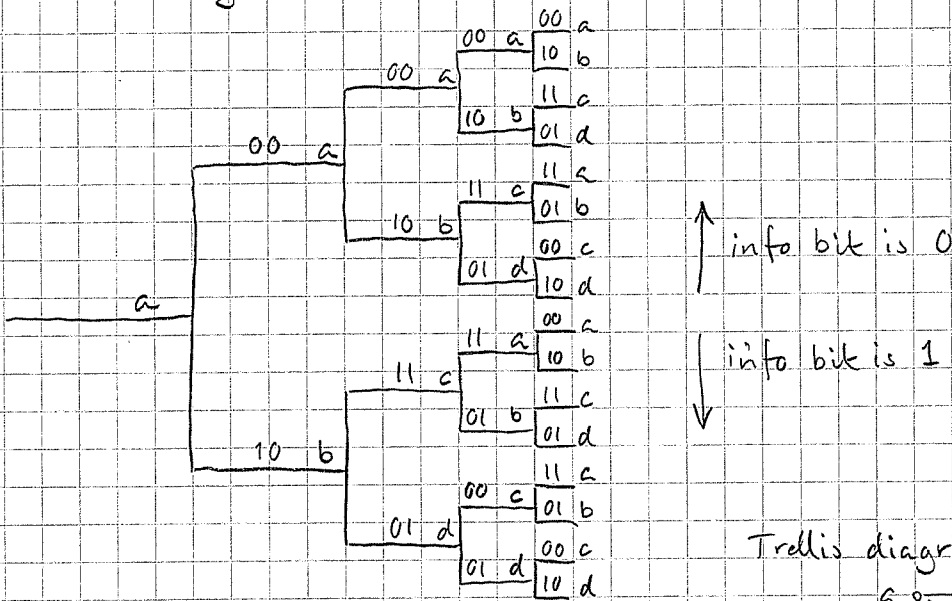 00 a
00 a
10 b
00 a
11 c
10 b
01 d
00 a
11 a
11 c
01 b
10 b
00 c
01 d
10 d
a
00 a
11 a
10 b
11 c
11 c
01 b
01 d
10 b
11 a
00 c
01 b
01 d
00 c
01 d
10 d
info bit is 0
info bit is 1
Trellis diagr